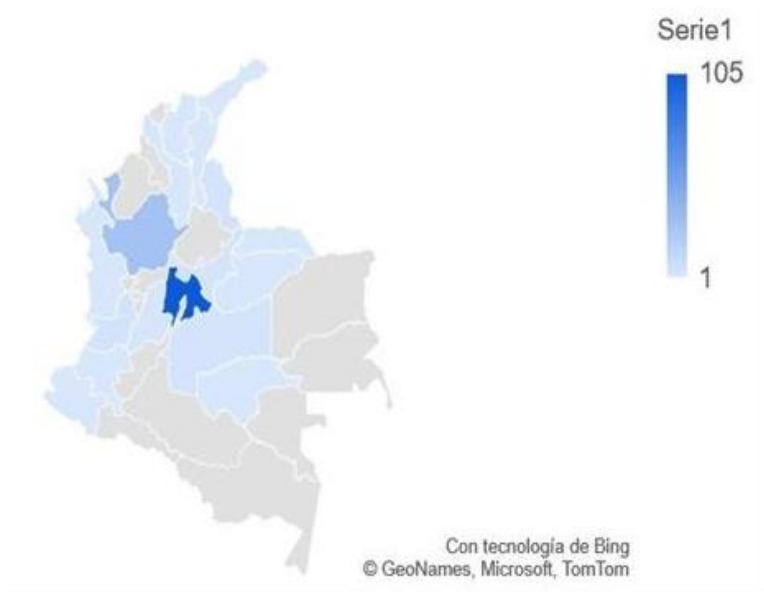 Serie1
105
1
Con tecnología de Bing
© GeoNames, Microsoft, TomTom